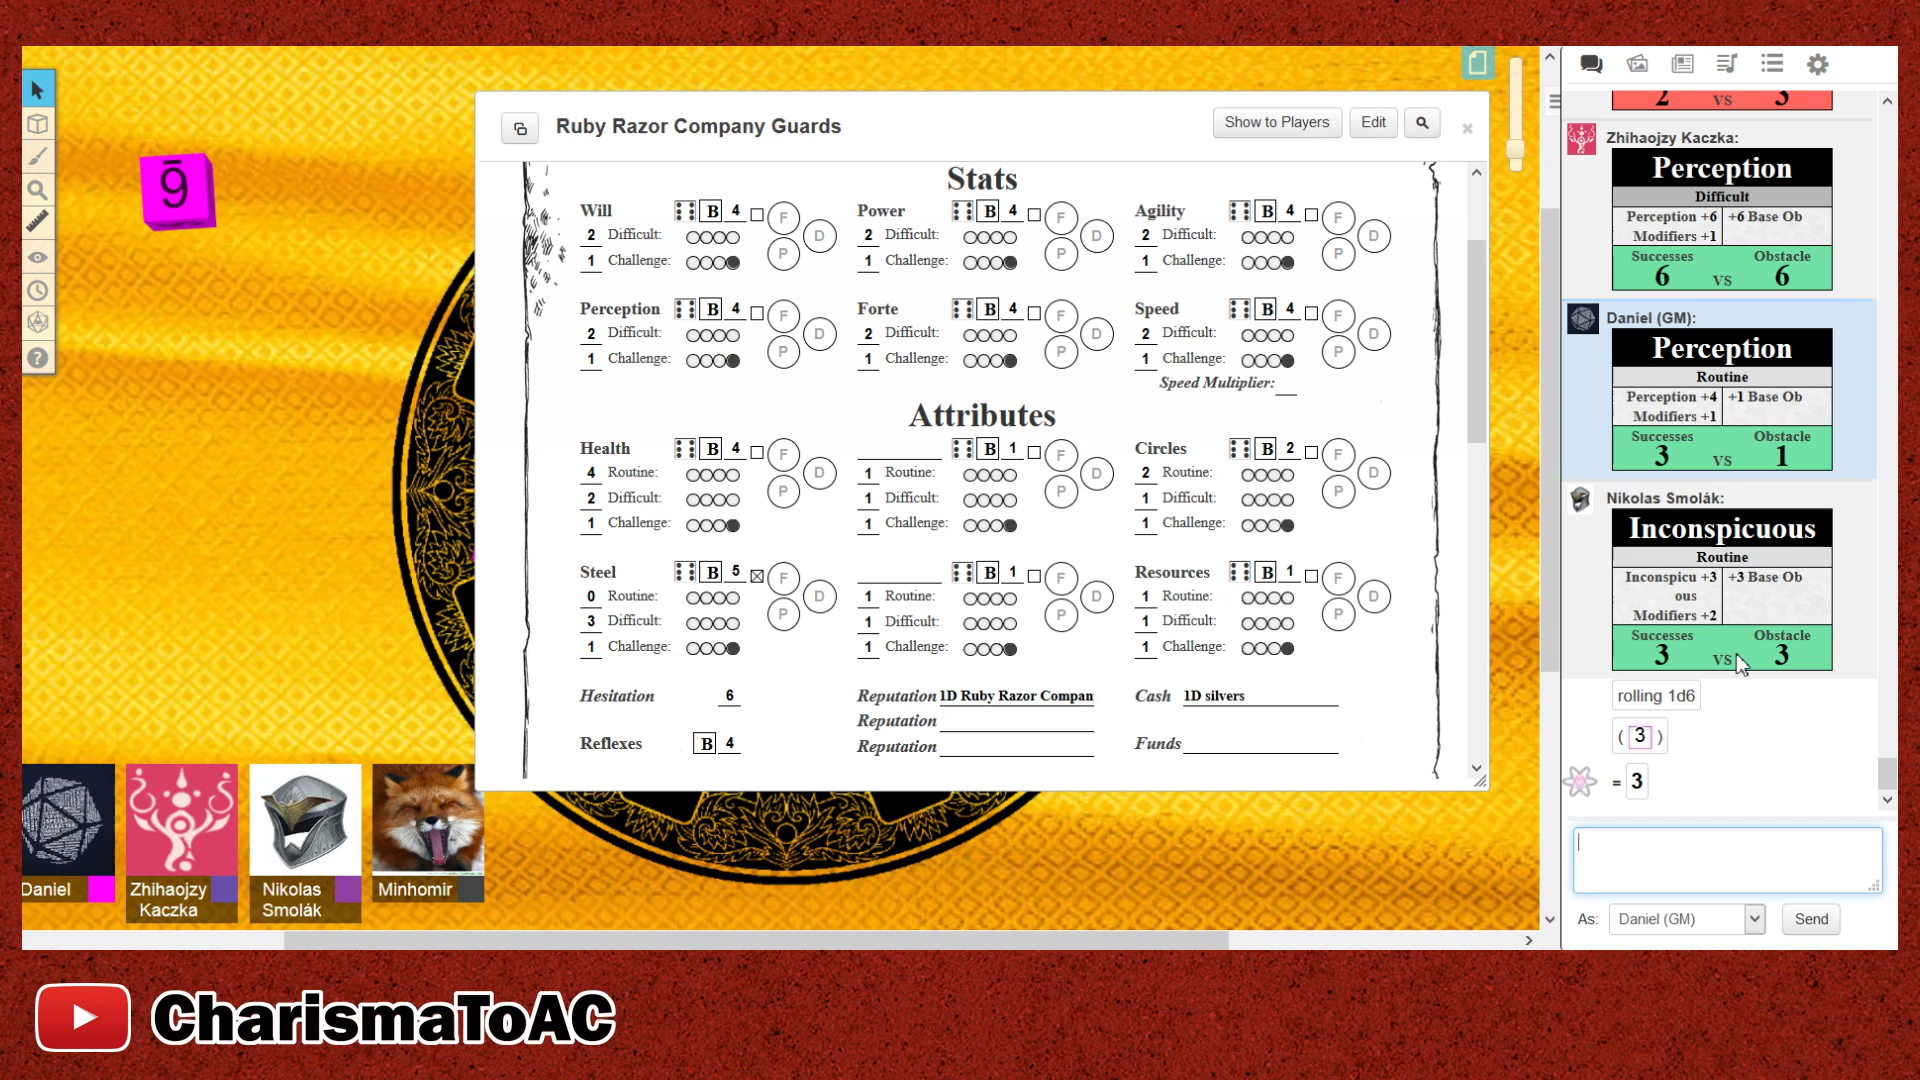 2 VS 3
Ruby Razor Company Guards
Show to Players
Edit
Stats
Will B 4 F
2 Difficult: D
1 Challenge: P
Power B 4 F
2 Difficult: D
1 Challenge: P
Agility B 4 F
2 Difficult: D
1 Challenge: P
Perception B 4 F
2 Difficult: D
1 Challenge: P
Forte B 4 F
2 Difficult: D
1 Challenge: P
Speed B 4 F
2 Difficult: D
1 Challenge: P
Speed Multiplier:
Attributes
Health B 4 F
4 Routine: D
2 Difficult: P
1 Challenge:
B 1 F
1 Routine: D
1 Difficult: P
1 Challenge:
Circles B 2 F
2 Routine: D
1 Difficult: P
1 Challenge:
Steel B 5 F
0 Routine: D
3 Difficult: P
1 Challenge:
B 1 F
1 Routine: D
1 Difficult: P
1 Challenge:
Resources B 1 F
1 Routine: D
1 Difficult: P
1 Challenge:
Hesitation 6
Reputation 1D Ruby Razor Compan
Cash 1D silvers
Reputation
Reflexes B 4
Reputation
Funds
Zhihaojzy Kaczka:
Perception
Difficult
Perception +6 +6 Base Ob
Modifiers +1
Successes Obstacle
6 VS 6
Daniel (GM):
Perception
Routine
Perception +4 +1 Base Ob
Modifiers +1
Successes Obstacle
3 VS 1
Nikolas Smolák:
Inconspicuous
Routine
Inconspicu +3 +3 Base Ob
ous
Modifiers +2
Successes Obstacle
3 VS 3
rolling 1d6
( 3 )
= 3
As: Daniel (GM) Send
9
Daniel
Zhihaojzy
Kaczka
Nikolas
Smolák
Minhomir
CharismaToAC